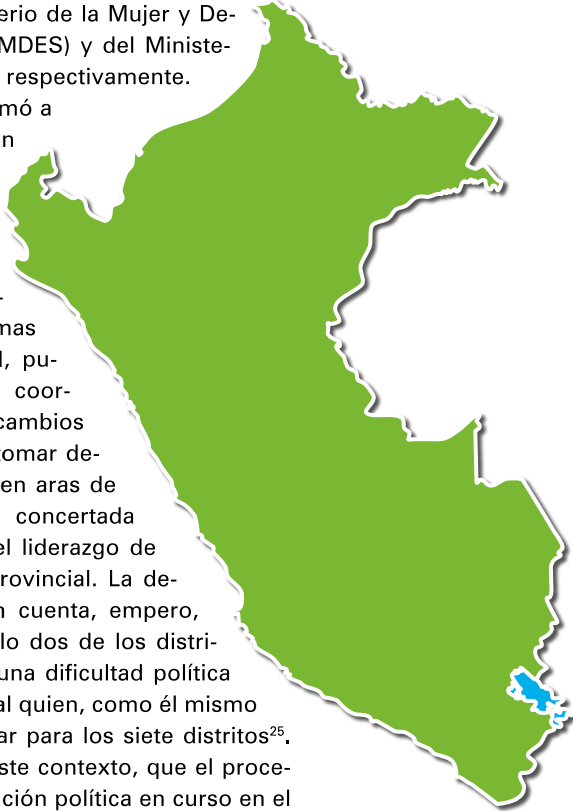 erio de la Mujer y De-
MDES) y del Ministe-
respectivamente.
mó a
n
-
mas
l, pu-
coor-
cambios
tomar de-
en aras de
concertada
el liderazgo de
rovincial. La de-
n cuenta, empero,
lo dos de los distri-
una dificultad política
al quien, como él mismo
ar para los siete distritos²⁵.
ste contexto, que el proce-
ción política en curso en el